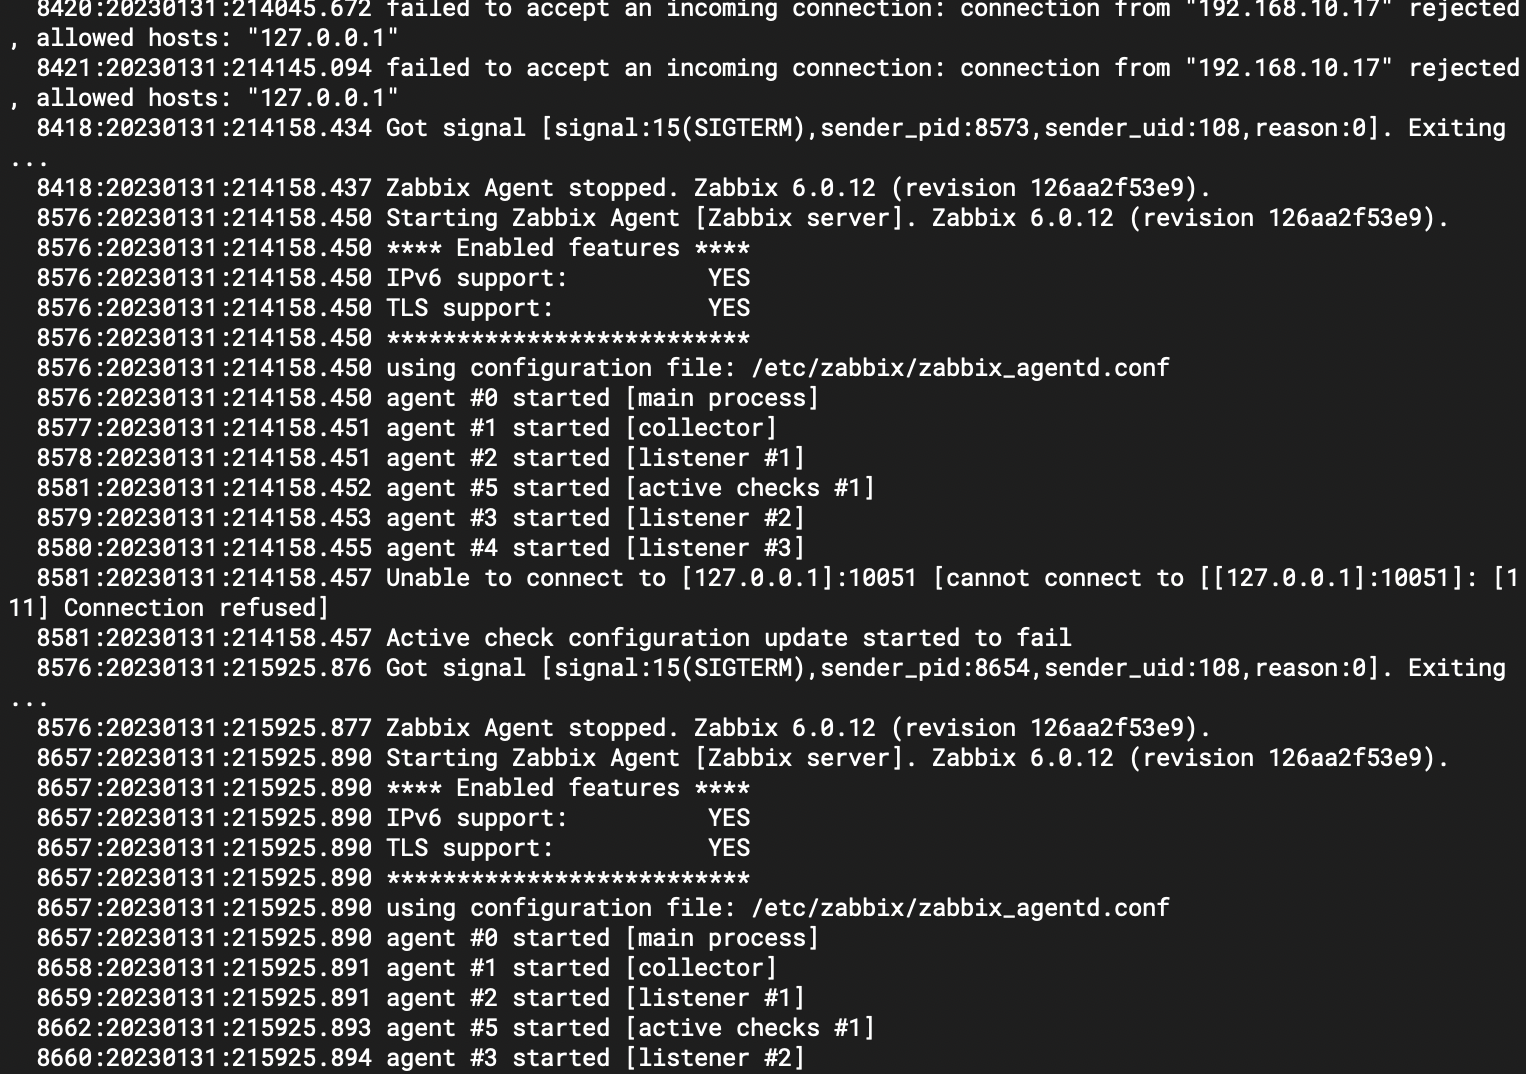 8420:20230131:214045.672 failed to accept an incoming connection: connection from "192.168.10.17" rejected
, allowed hosts: "127.0.0.1"
8421:20230131:214145.094 failed to accept an incoming connection: connection from "192.168.10.17" rejected
, allowed hosts: "127.0.0.1"
8418:20230131:214158.434 Got signal [signal:15(SIGTERM),sender_pid:8573,sender_uid:108,reason:0]. Exiting
...
8418:20230131:214158.437 Zabbix Agent stopped. Zabbix 6.0.12 (revision 126aa2f53e9).
8576:20230131:214158.450 Starting Zabbix Agent [Zabbix server]. Zabbix 6.0.12 (revision 126aa2f53e9).
8576:20230131:214158.450 **** Enabled features ****
8576:20230131:214158.450 IPv6 support:          YES
8576:20230131:214158.450 TLS support:           YES
8576:20230131:214158.450 **************************
8576:20230131:214158.450 using configuration file: /etc/zabbix/zabbix_agentd.conf
8576:20230131:214158.450 agent #0 started [main process]
8577:20230131:214158.451 agent #1 started [collector]
8578:20230131:214158.451 agent #2 started [listener #1]
8581:20230131:214158.452 agent #5 started [active checks #1]
8579:20230131:214158.453 agent #3 started [listener #2]
8580:20230131:214158.455 agent #4 started [listener #3]
8581:20230131:214158.457 Unable to connect to [127.0.0.1]:10051 [cannot connect to [[127.0.0.1]:10051]: [1
11] Connection refused]
8581:20230131:214158.457 Active check configuration update started to fail
8576:20230131:215925.876 Got signal [signal:15(SIGTERM),sender_pid:8654,sender_uid:108,reason:0]. Exiting
...
8576:20230131:215925.877 Zabbix Agent stopped. Zabbix 6.0.12 (revision 126aa2f53e9).
8657:20230131:215925.890 Starting Zabbix Agent [Zabbix server]. Zabbix 6.0.12 (revision 126aa2f53e9).
8657:20230131:215925.890 **** Enabled features ****
8657:20230131:215925.890 IPv6 support:          YES
8657:20230131:215925.890 TLS support:           YES
8657:20230131:215925.890 **************************
8657:20230131:215925.890 using configuration file: /etc/zabbix/zabbix_agentd.conf
8657:20230131:215925.890 agent #0 started [main process]
8658:20230131:215925.891 agent #1 started [collector]
8659:20230131:215925.891 agent #2 started [listener #1]
8662:20230131:215925.893 agent #5 started [active checks #1]
8660:20230131:215925.894 agent #3 started [listener #2]